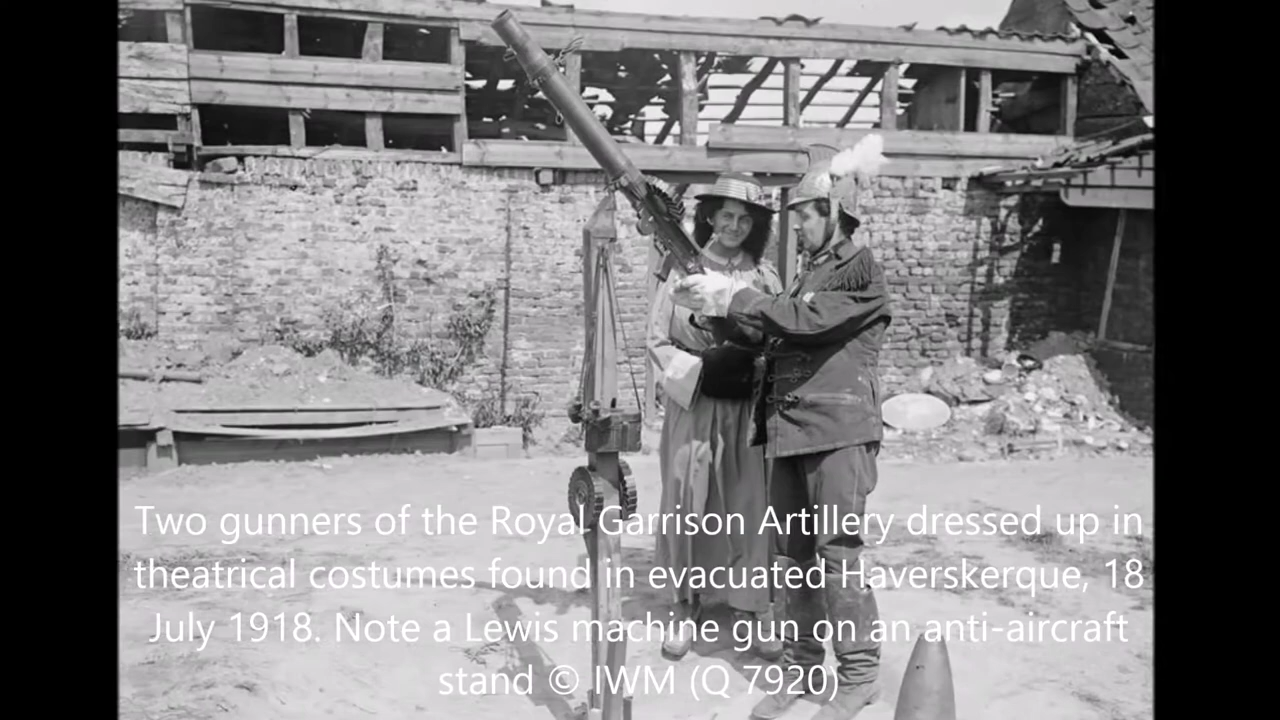 Two gunners of the Royal Garrison Artillery dressed up in
theatrical costumes found in evacuated Haverskerque, 18
July 1918. Note a Lewis machine gun on an anti-aircraft
stand © IWM (Q 7920)